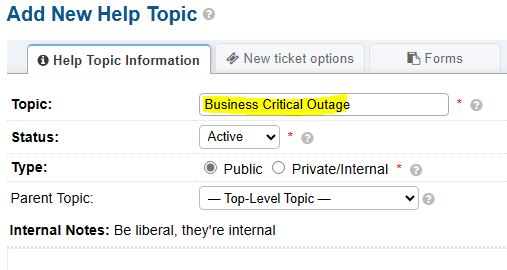 Add New Help Topic
Help Topic Information New ticket options Forms
Topic: Business Critical Outage *
Status: Active *
Type: Public Private/Internal *
Parent Topic: — Top-Level Topic —
Internal Notes: Be liberal, they're internal